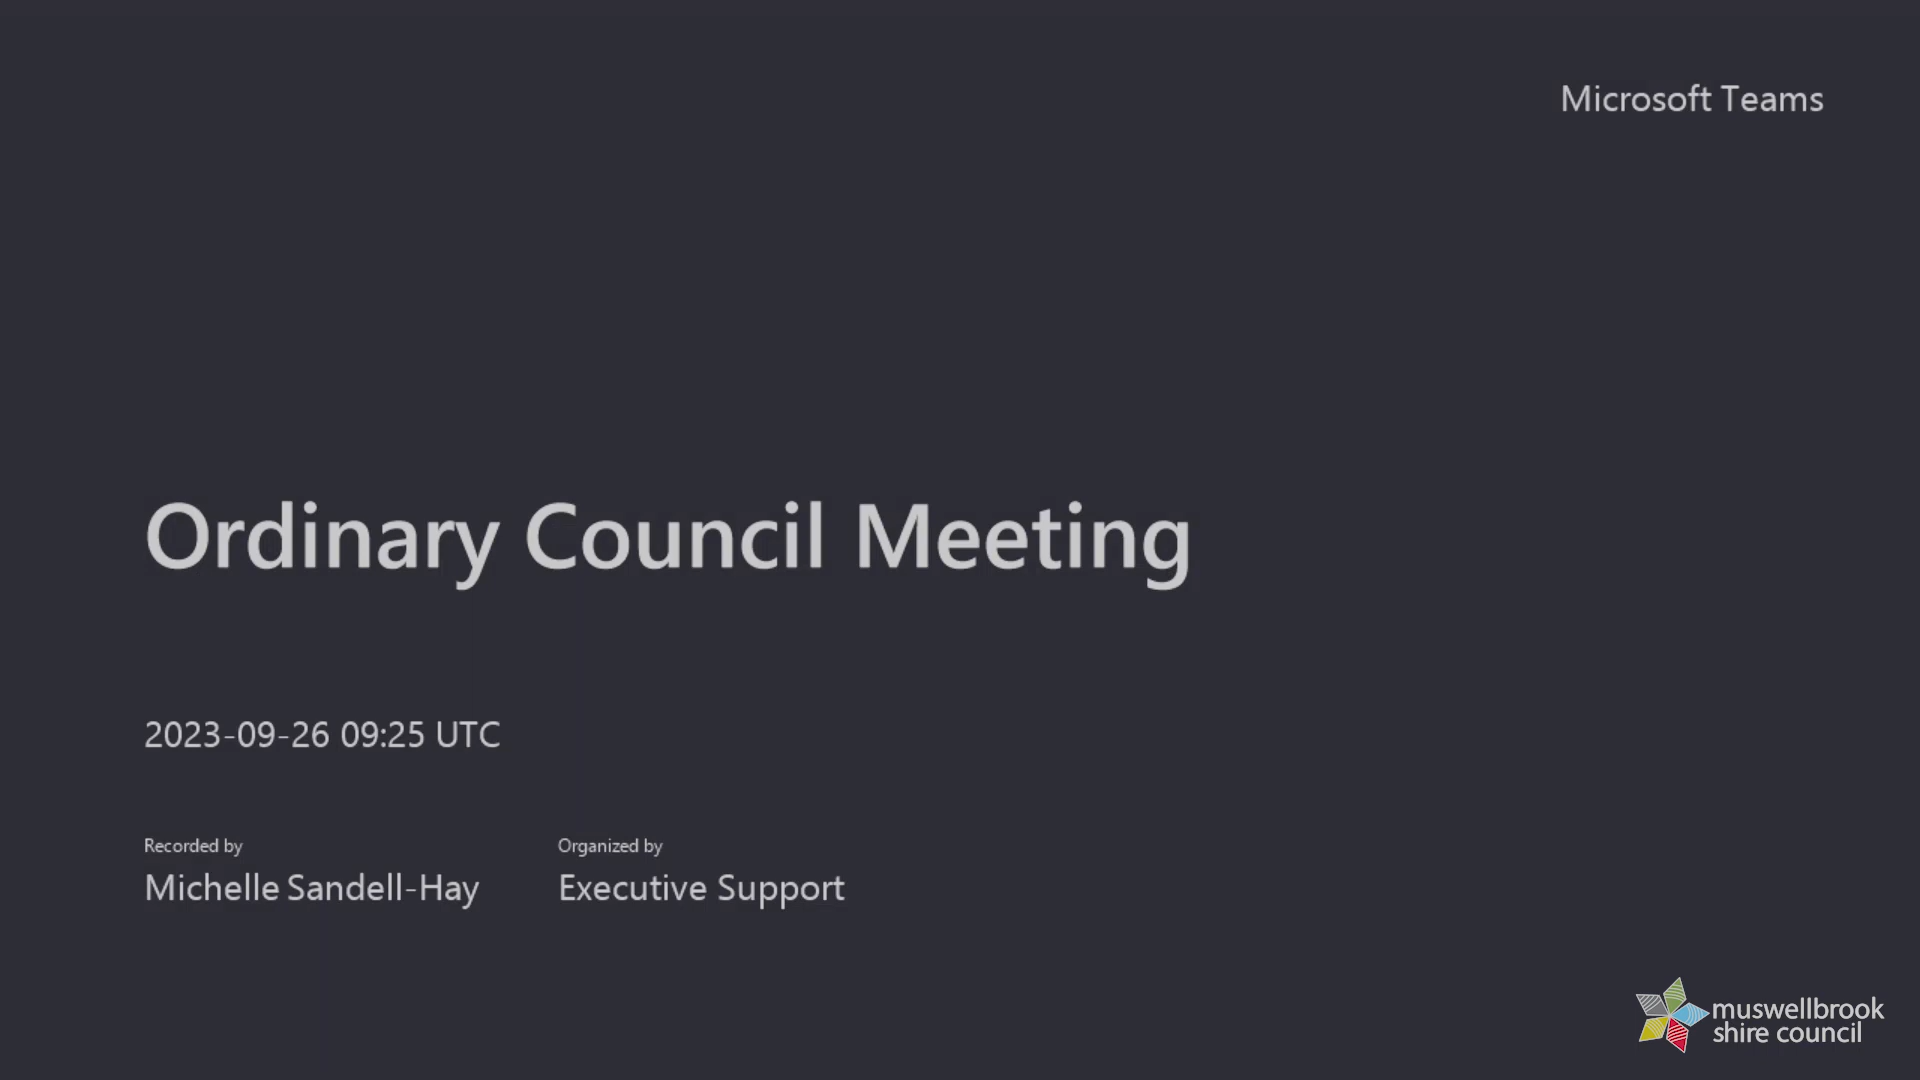 Microsoft Teams
Ordinary Council Meeting
2023-09-26 09:25 UTC
Recorded by
Michelle Sandell-Hay
Organized by
Executive Support
muswellbrook
shire council